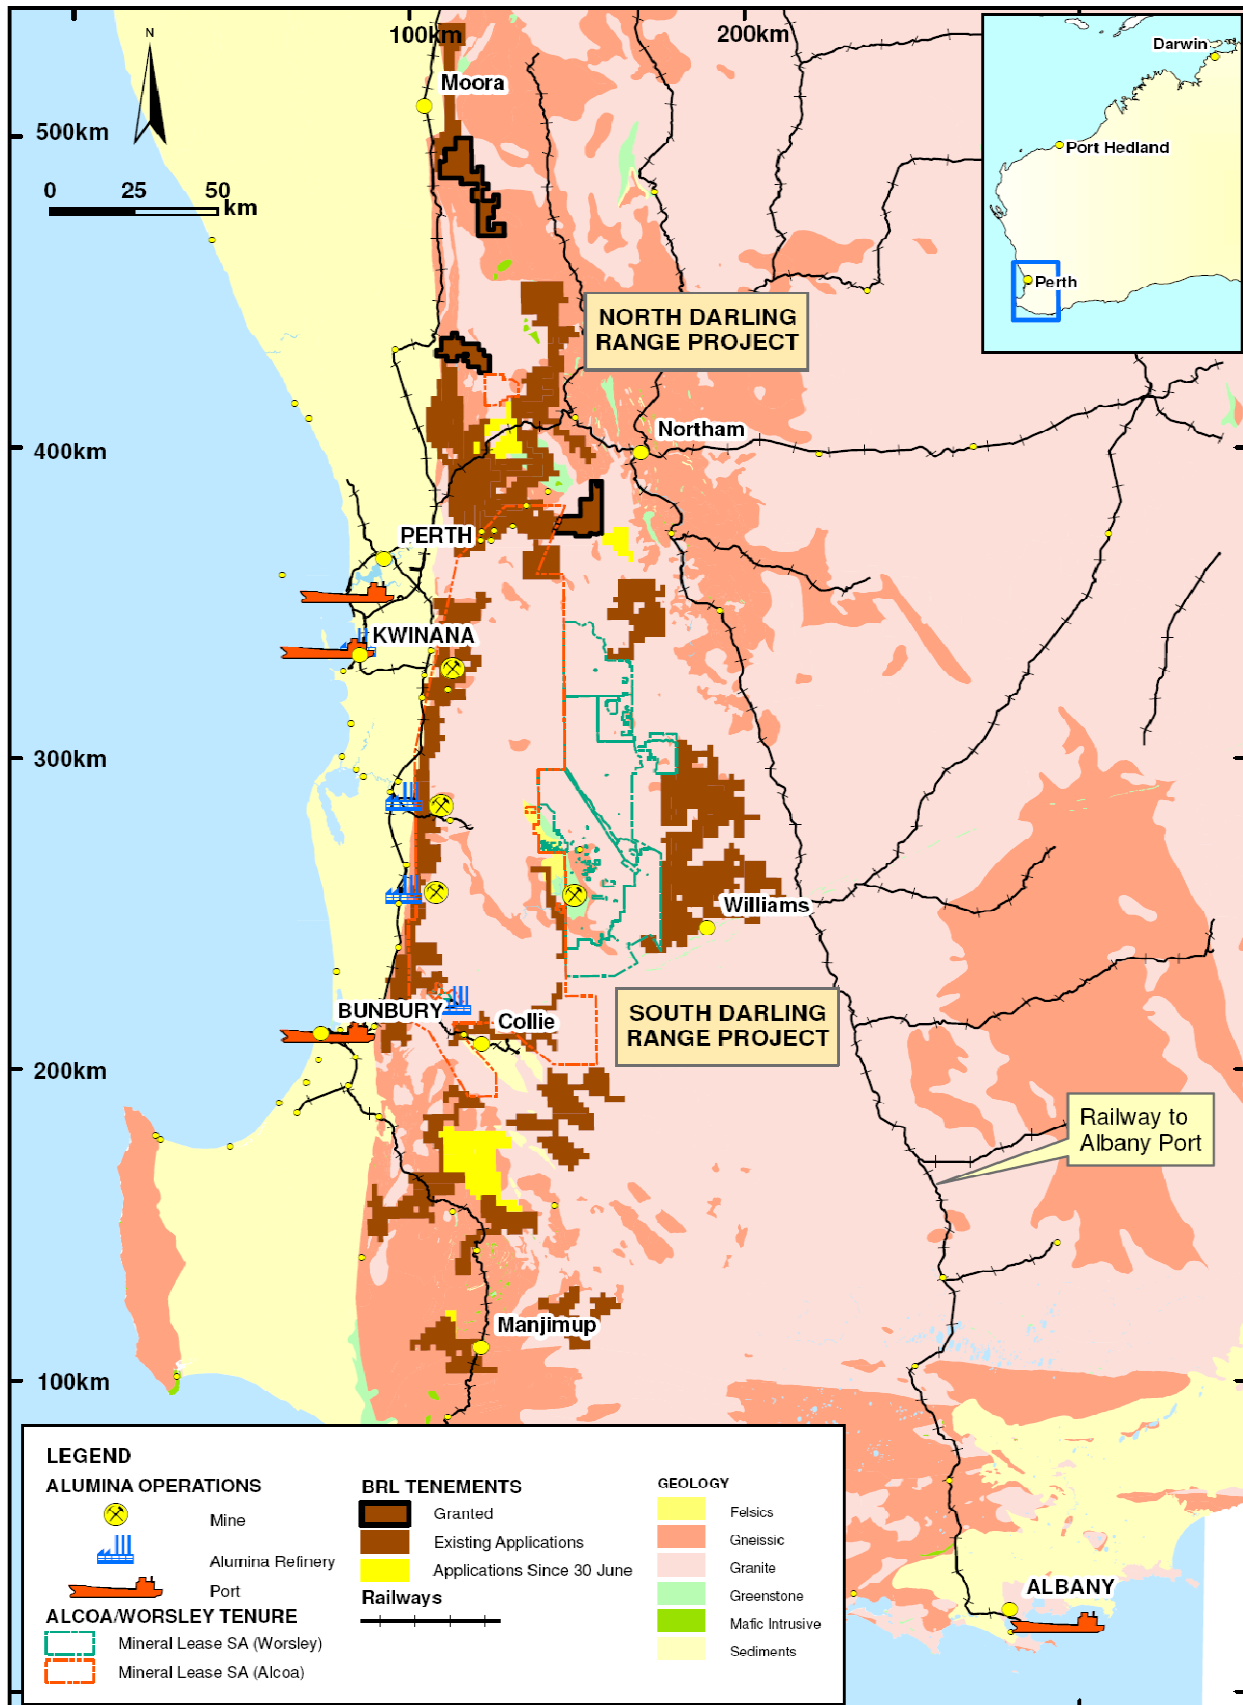 100km
200km
N
Moora
500km
0 25 50
km
Darwin
Port Hedland
Perth
NORTH DARLING
RANGE PROJECT
Northam
400km
PERTH
KWINANA
300km
Williams
BUNBURY
Collie
SOUTH DARLING
RANGE PROJECT
200km
Railway to
Albany Port
Manjimup
100km
ALBANY
LEGEND
ALUMINA OPERATIONS
Mine
Alumina Refinery
Port
ALCOA/WORSLEY TENURE
Mineral Lease SA (Worsley)
Mineral Lease SA (Alcoa)
BRL TENEMENTS
Granted
Existing Applications
Applications Since 30 June
Railways
GEOLOGY
Felsics
Gneissic
Granite
Greenstone
Mafic Intrusive
Sediments